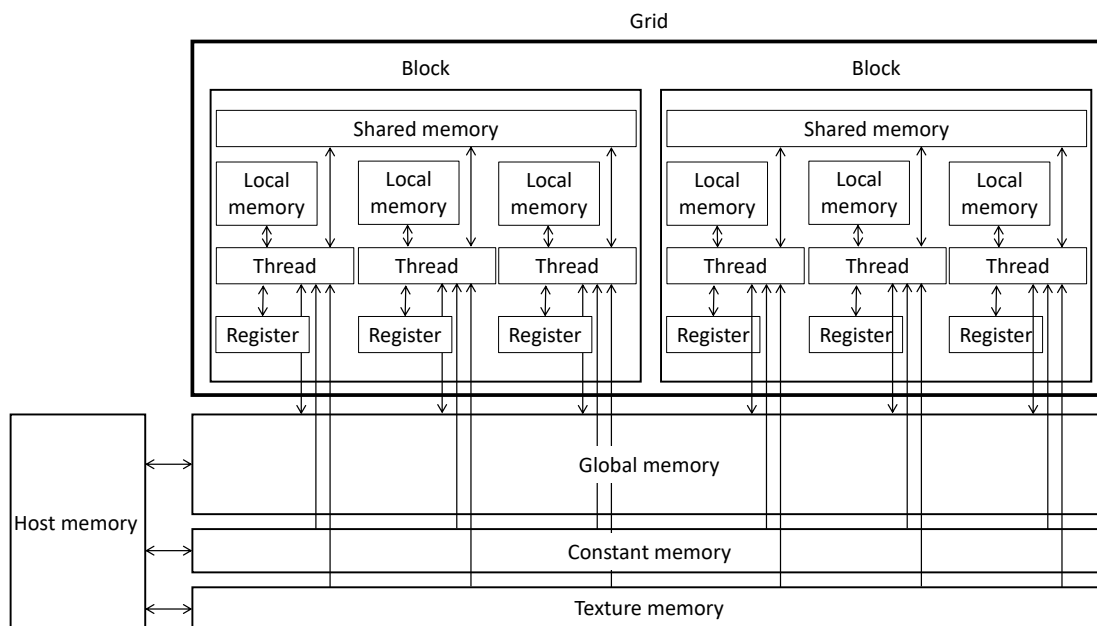 Grid
Block
Block
Shared memory
Shared memory
Local
memory
Local
memory
Local
memory
Local
memory
Local
memory
Local
memory
Thread
Thread
Thread
Thread
Thread
Thread
Register
Register
Register
Register
Register
Register
Global memory
Host memory
Constant memory
Texture memory